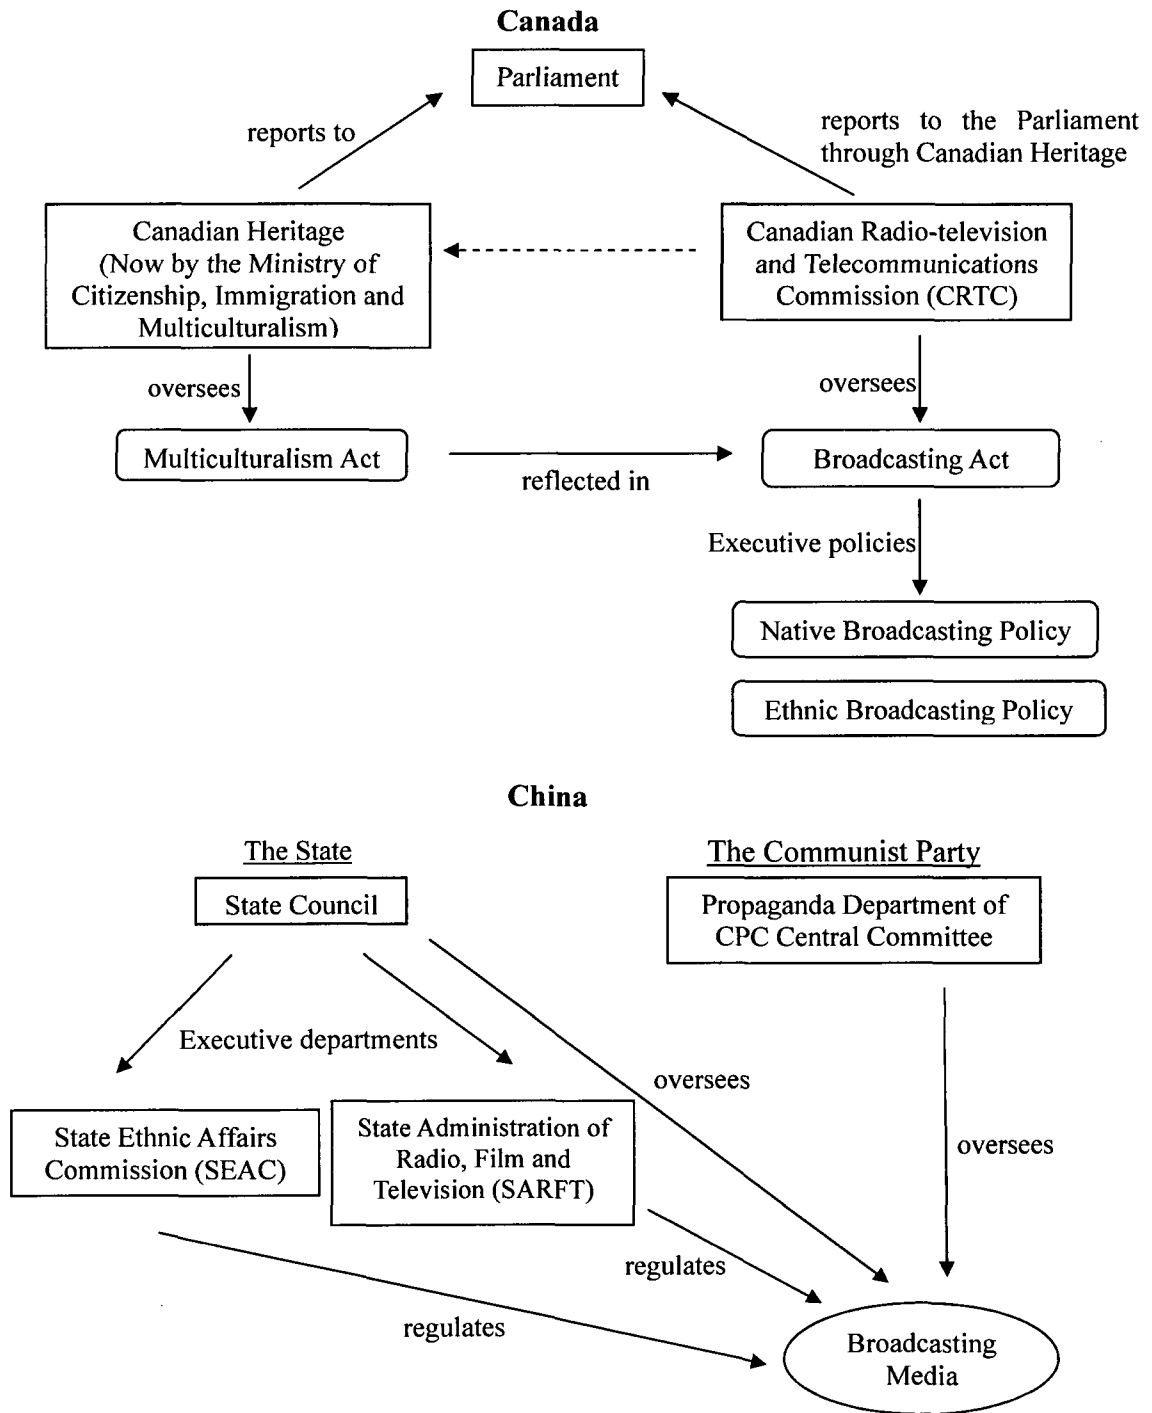 Canada
Parliament
reports to
reports to the Parliament
through Canadian Heritage
Canadian Heritage
(Now by the Ministry of
Citizenship, Immigration and
Multiculturalism)
Canadian Radio-television
and Telecommunications
Commission (CRTC)
oversees
oversees
Multiculturalism Act
reflected in
Broadcasting Act
Executive policies
Native Broadcasting Policy
Ethnic Broadcasting Policy
China
The State
The Communist Party
State Council
Propaganda Department of
CPC Central Committee
Executive departments
oversees
oversees
State Ethnic Affairs
Commission (SEAC)
State Administration of
Radio, Film and
Television (SARFT)
regulates
regulates
Broadcasting
Media